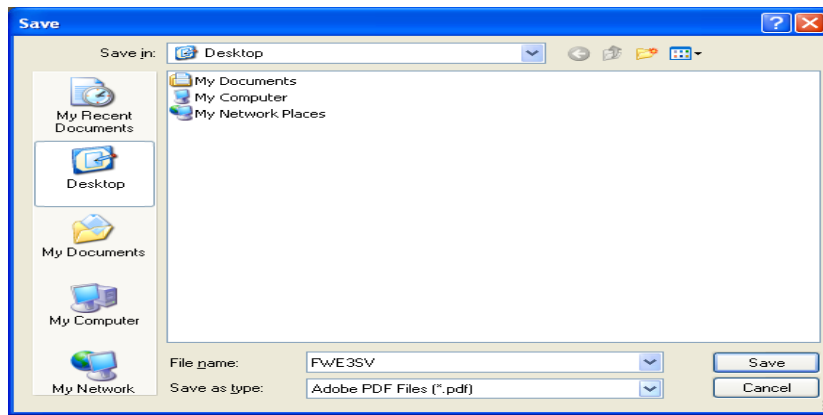 Save
Save in:
Desktop
My Documents
My Computer
My Network Places
My Recent
Documents
Desktop
My Documents
My Computer
My Network
File name:
FWE3SV
Save
Save as type:
Adobe PDF Files (*.pdf)
Cancel